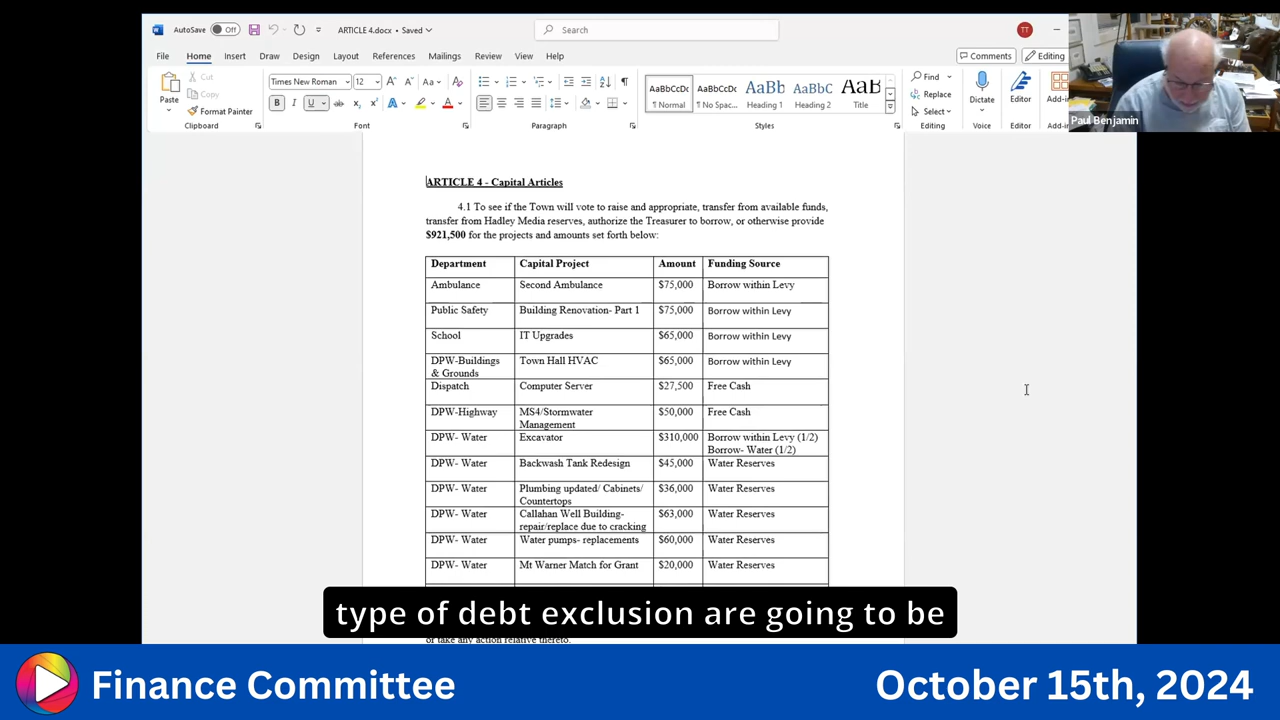 AutoSave Off ARTICLE 4.docx • Saved Search TT
File Home Insert Draw Design Layout References Mailings Review View Help Comments Editing
Paste Cut Copy Format Painter
Clipboard
Times New Roman 12
Font
Paragraph
AaBbCcDc AaBbCcDc AaBb AaBbC AaB
¶ Normal ¶ No Spac... Heading 1 Heading 2 Title
Styles
Find Replace Select
Editing
Dictate
Voice
Editor
Editor
Add-in
Add-in
Paul Benjamin
ARTICLE 4 - Capital Articles
4.1 To see if the Town will vote to raise and appropriate, transfer from available funds,
transfer from Hadley Media reserves, authorize the Treasurer to borrow, or otherwise provide
$921,500 for the projects and amounts set forth below:
Department Capital Project Amount Funding Source
Ambulance Second Ambulance $75,000 Borrow within Levy
Public Safety Building Renovation- Part 1 $75,000 Borrow within Levy
School IT Upgrades $65,000 Borrow within Levy
DPW-Buildings Town Hall HVAC $65,000 Borrow within Levy
& Grounds
Dispatch Computer Server $27,500 Free Cash
DPW-Highway MS4/Stormwater $50,000 Free Cash
Management
DPW- Water Excavator $310,000 Borrow within Levy (1/2)
Borrow- Water (1/2)
DPW- Water Backwash Tank Redesign $45,000 Water Reserves
DPW- Water Plumbing updated/ Cabinets/ $36,000 Water Reserves
Countertops
DPW- Water Callahan Well Building- $63,000 Water Reserves
repair/replace due to cracking
DPW- Water Water pumps- replacements $60,000 Water Reserves
DPW- Water Mt Warner Match for Grant $20,000 Water Reserves
type of debt exclusion are going to be
or take any action relative thereto.
Finance Committee October 15th, 2024